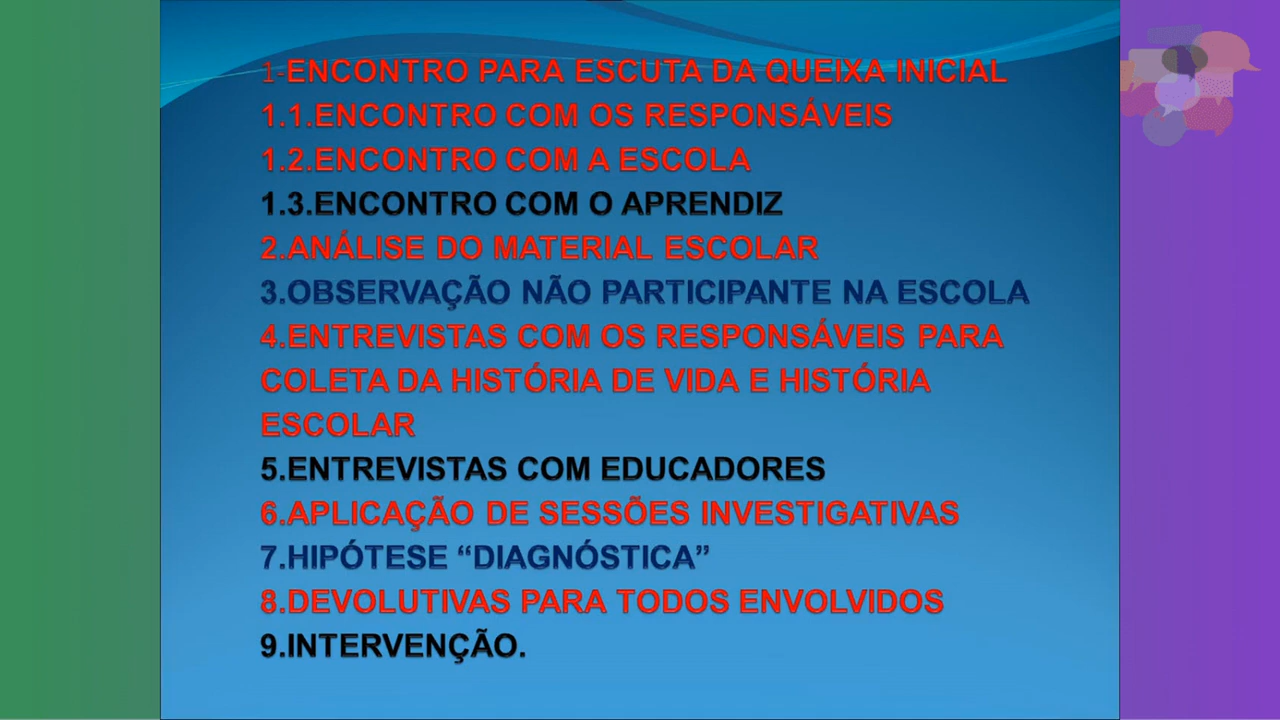 1-ENCONTRO PARA ESCUTA DA QUEIXA INICIAL
1.1.ENCONTRO COM OS RESPONSÁVEIS
1.2.ENCONTRO COM A ESCOLA
1.3.ENCONTRO COM O APRENDIZ
2.ANÁLISE DO MATERIAL ESCOLAR
3.OBSERVAÇÃO NÃO PARTICIPANTE NA ESCOLA
4.ENTREVISTAS COM OS RESPONSÁVEIS PARA
COLETA DA HISTÓRIA DE VIDA E HISTÓRIA
ESCOLAR
5.ENTREVISTAS COM EDUCADORES
6.APLICAÇÃO DE SESSÕES INVESTIGATIVAS
7.HIPÓTESE “DIAGNÓSTICA”
8.DEVOLUTIVAS PARA TODOS ENVOLVIDOS
9.INTERVENÇÃO.